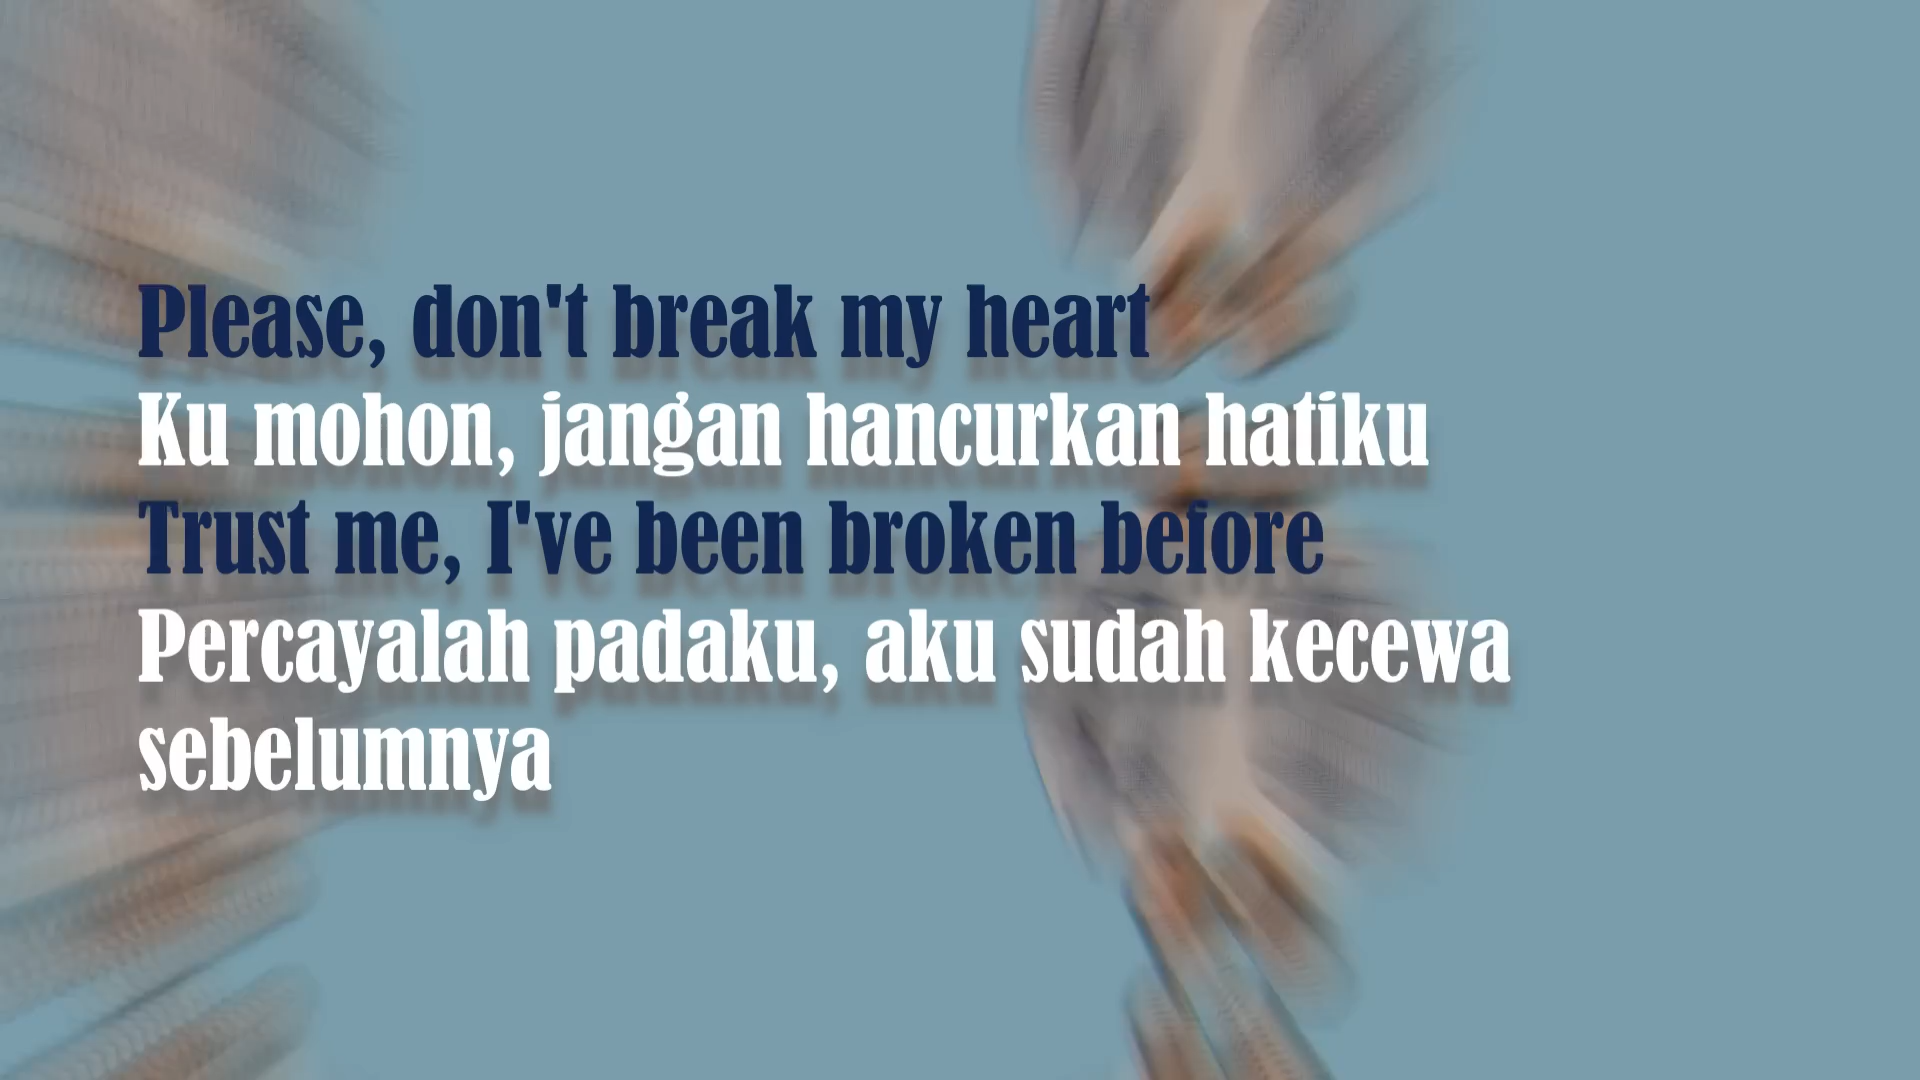 Please, don't break my heart
Ku mohon, jangan hancurkan hatiku
Trust me, I've been broken before
Percayalah padaku, aku sudah kecewa
sebelumnya